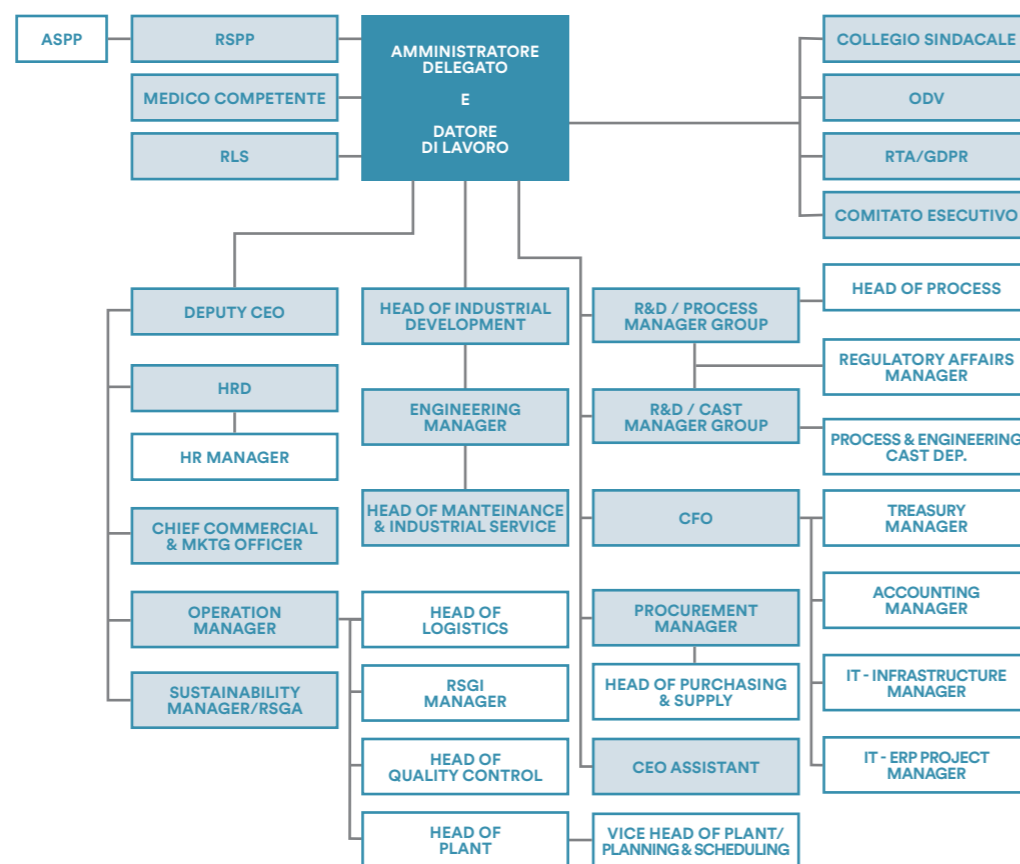 ASPP
RSPP
MEDICO COMPETENTE
RLS
AMMINISTRATORE
DELEGATO
E
DATORE
DI LAVORO
COLLEGIO SINDACALE
ODV
RTA/GDPR
COMITATO ESECUTIVO
DEPUTY CEO
HRD
HR MANAGER
CHIEF COMMERCIAL
& MKTG OFFICER
OPERATION
MANAGER
SUSTAINABILITY
MANAGER/RSGA
HEAD OF INDUSTRIAL
DEVELOPMENT
ENGINEERING
MANAGER
HEAD OF MANTEINANCE
& INDUSTRIAL SERVICE
HEAD OF
LOGISTICS
RSGI
MANAGER
HEAD OF
QUALITY CONTROL
HEAD OF
PLANT
R&D / PROCESS
MANAGER GROUP
R&D / CAST
MANAGER GROUP
CFO
PROCUREMENT
MANAGER
HEAD OF PURCHASING
& SUPPLY
CEO ASSISTANT
VICE HEAD OF PLANT/
PLANNING & SCHEDULING
HEAD OF PROCESS
REGULATORY AFFAIRS
MANAGER
PROCESS & ENGINEERING
CAST DEP.
TREASURY
MANAGER
ACCOUNTING
MANAGER
IT - INFRASTRUCTURE
MANAGER
IT - ERP PROJECT
MANAGER